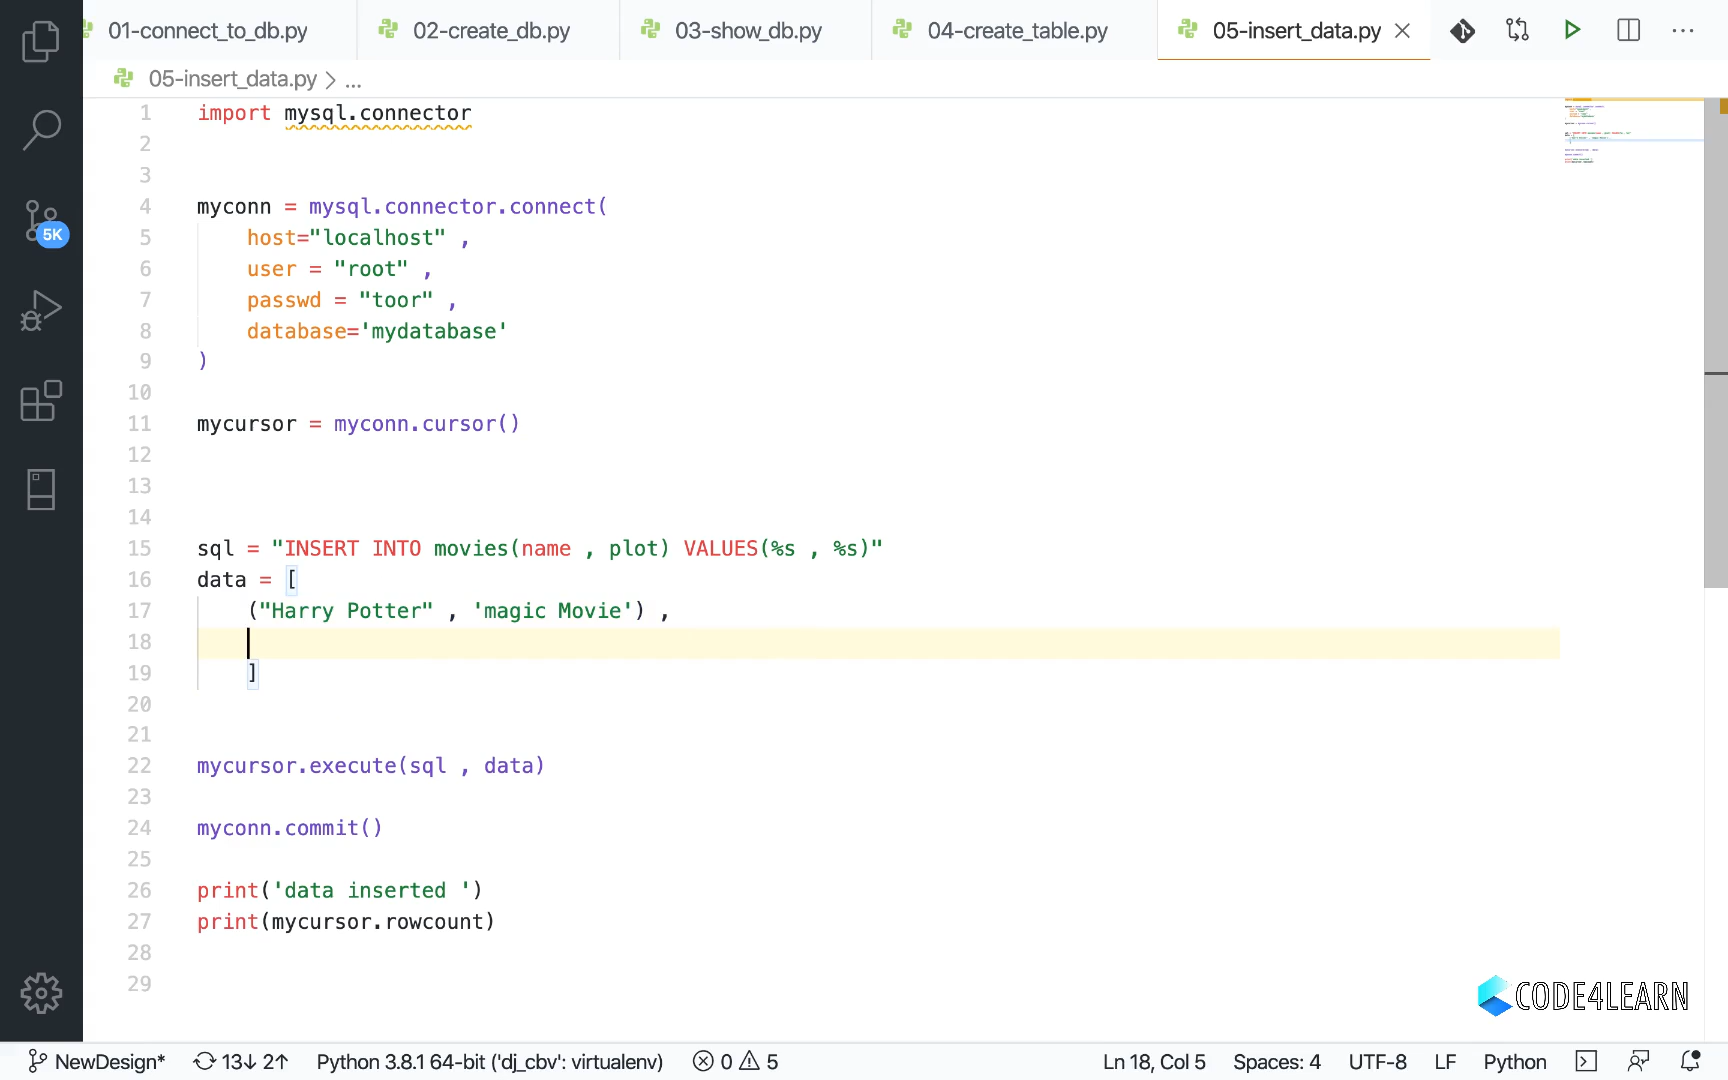 01-connect_to_db.py 02-create_db.py 03-show_db.py 04-create_table.py 05-insert_data.py
05-insert_data.py > ...
1 import mysql.connector
2
3
4 myconn = mysql.connector.connect(
5 host="localhost" ,
6 user = "root" ,
7 passwd = "toor" ,
8 database='mydatabase'
9 )
10
11 mycursor = myconn.cursor()
12
13
14
15 sql = "INSERT INTO movies(name , plot) VALUES(%s , %s)"
16 data = [
17 ("Harry Potter" , 'magic Movie') ,
18
19 ]
20
21
22 mycursor.execute(sql , data)
23
24 myconn.commit()
25
26 print('data inserted ')
27 print(mycursor.rowcount)
28
29
5K
CODE4LEARN
NewDesign* 13↓ 2↑ Python 3.8.1 64-bit ('dj_cbv': virtualenv) 0 5 Ln 18, Col 5 Spaces: 4 UTF-8 LF Python